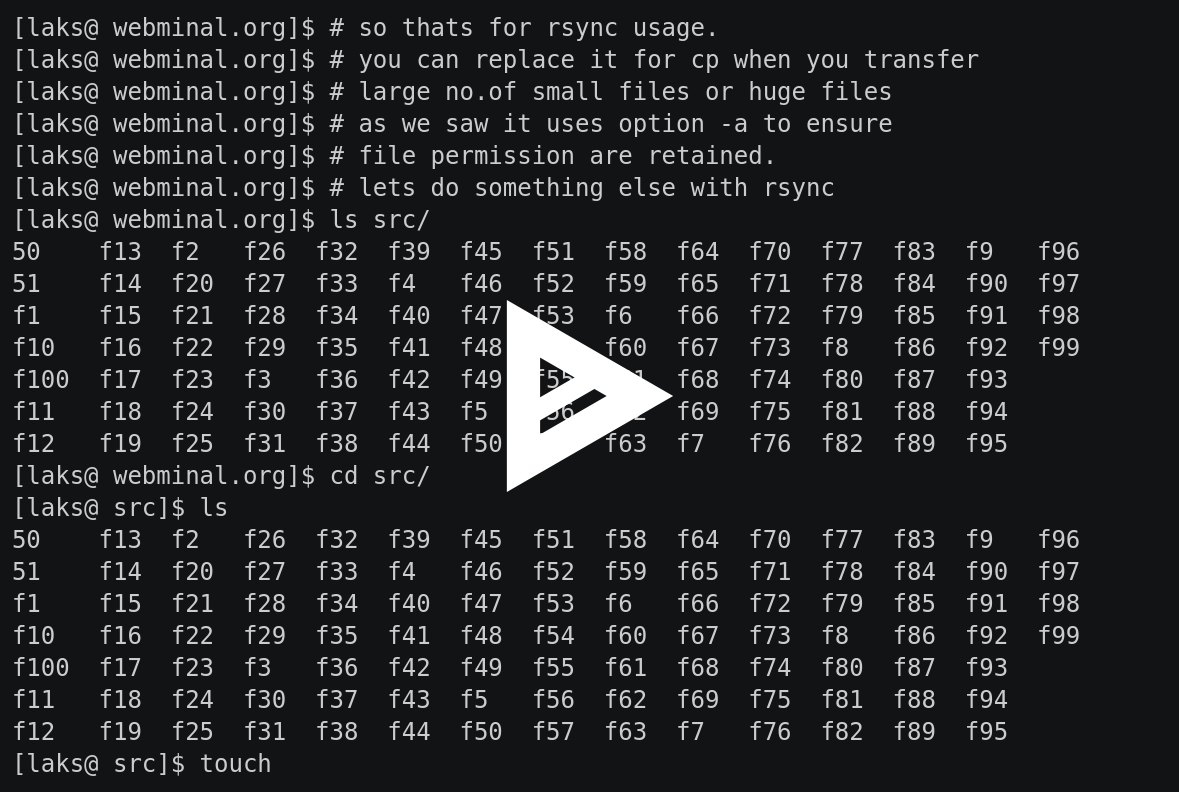 [laks@ webminal.org]$ # so thats for rsync usage.
[laks@ webminal.org]$ # you can replace it for cp when you transfer
[laks@ webminal.org]$ # large no.of small files or huge files
[laks@ webminal.org]$ # as we saw it uses option -a to ensure
[laks@ webminal.org]$ # file permission are retained.
[laks@ webminal.org]$ # lets do something else with rsync
[laks@ webminal.org]$ ls src/
50 f13 f2 f26 f32 f39 f45 f51 f58 f64 f70 f77 f83 f9 f96
51 f14 f20 f27 f33 f4 f46 f52 f59 f65 f71 f78 f84 f90 f97
f1 f15 f21 f28 f34 f40 f47 f53 f6 f66 f72 f79 f85 f91 f98
f10 f16 f22 f29 f35 f41 f48 f60 f67 f73 f8 f86 f92 f99
f100 f17 f23 f3 f36 f42 f49 f55 f68 f74 f80 f87 f93
f11 f18 f24 f30 f37 f43 f5 f69 f75 f81 f88 f94
f12 f19 f25 f31 f38 f44 f50 f63 f7 f76 f82 f89 f95
[laks@ webminal.org]$ cd src/
[laks@ src]$ ls
50 f13 f2 f26 f32 f39 f45 f51 f58 f64 f70 f77 f83 f9 f96
51 f14 f20 f27 f33 f4 f46 f52 f59 f65 f71 f78 f84 f90 f97
f1 f15 f21 f28 f34 f40 f47 f53 f6 f66 f72 f79 f85 f91 f98
f10 f16 f22 f29 f35 f41 f48 f54 f60 f67 f73 f8 f86 f92 f99
f100 f17 f23 f3 f36 f42 f49 f55 f61 f68 f74 f80 f87 f93
f11 f18 f24 f30 f37 f43 f5 f56 f62 f69 f75 f81 f88 f94
f12 f19 f25 f31 f38 f44 f50 f57 f63 f7 f76 f82 f89 f95
[laks@ src]$ touch